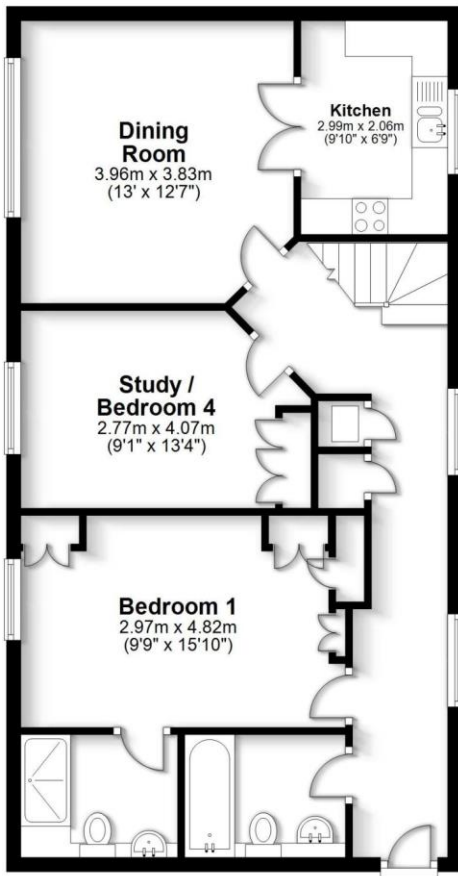 Kitchen
2.99m x 2.06m
(9'10" x 6'9")
Dining
Room
3.96m x 3.83m
(13' x 12'7")
Study /
Bedroom 4
2.77m x 4.07m
(9'1" x 13'4")
Bedroom 1
2.97m x 4.82m
(9'9" x 15'10")